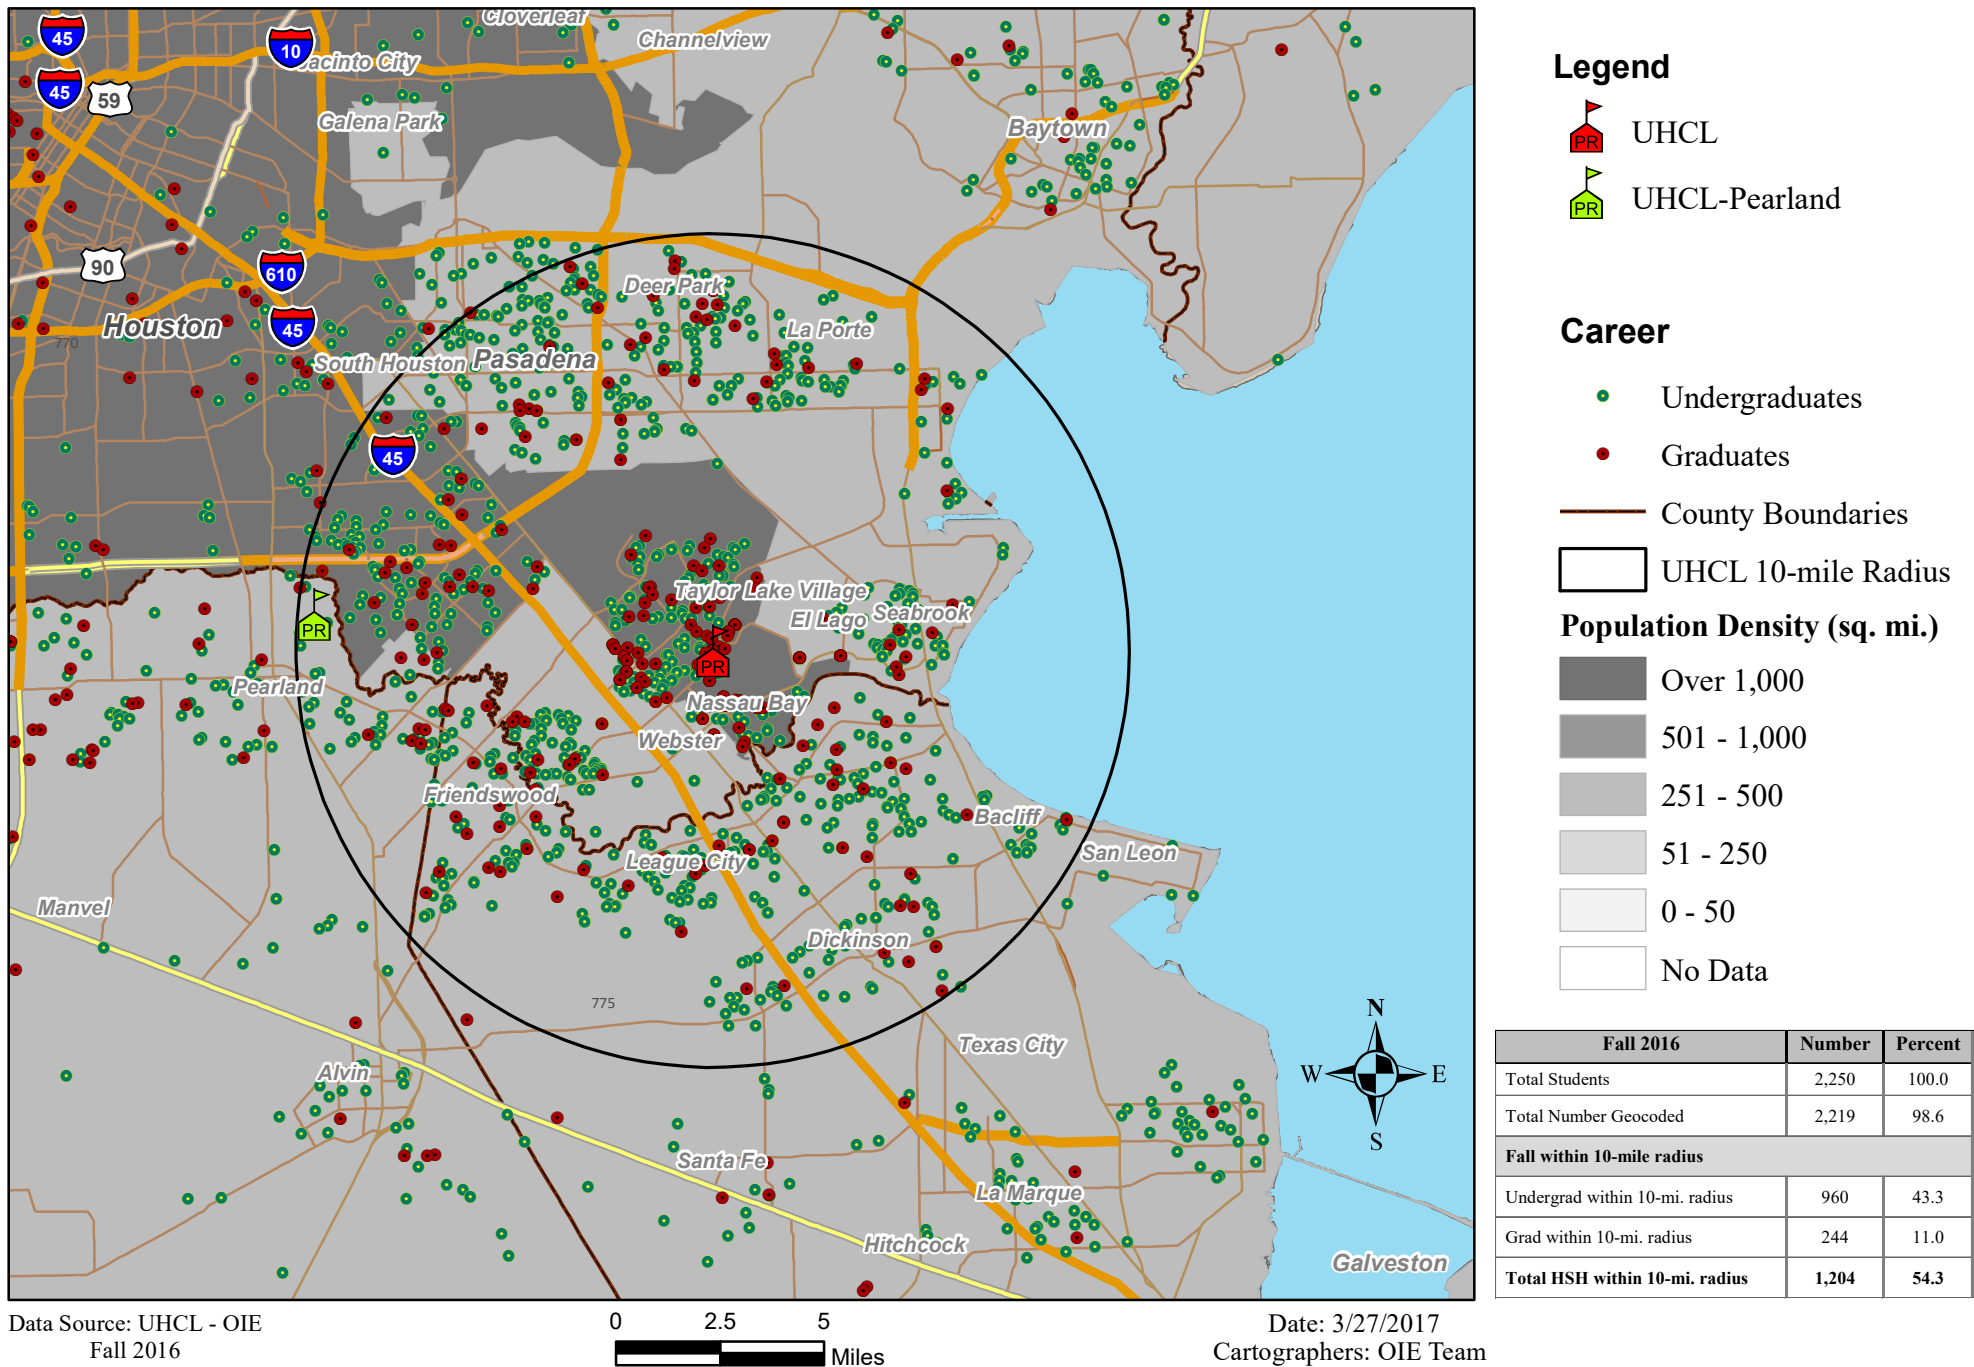 Cloverleaf
Channelview
45
10
Jacinto City
45
59
Galena Park
Baytown
90
610
Deer Park
Houston
45
La Porte
770
South Houston
Pasadena
45
Taylor Lake Village
El Lago
Seabrook
PR
PR
Pearland
Nassau Bay
Webster
Friendswood
Bacliff
San Leon
League City
Manvel
Dickinson
775
Texas City
Alvin
Santa Fe
La Marque
Hitchcock
Galveston
N
W
E
S
Legend
PR
UHCL
PR
UHCL-Pearland
Career
Undergraduates
Graduates
County Boundaries
UHCL 10-mile Radius
Population Density (sq. mi.)
Over 1,000
501 - 1,000
251 - 500
51 - 250
0 - 50
No Data
Fall 2016 Number Percent
Total Students 2,250 100.0
Total Number Geocoded 2,219 98.6
Fall within 10-mile radius
Undergrad within 10-mi. radius 960 43.3
Grad within 10-mi. radius 244 11.0
Total HSH within 10-mi. radius 1,204 54.3
Data Source: UHCL - OIE
Fall 2016
0 2.5 5
Miles
Date: 3/27/2017
Cartographers: OIE Team